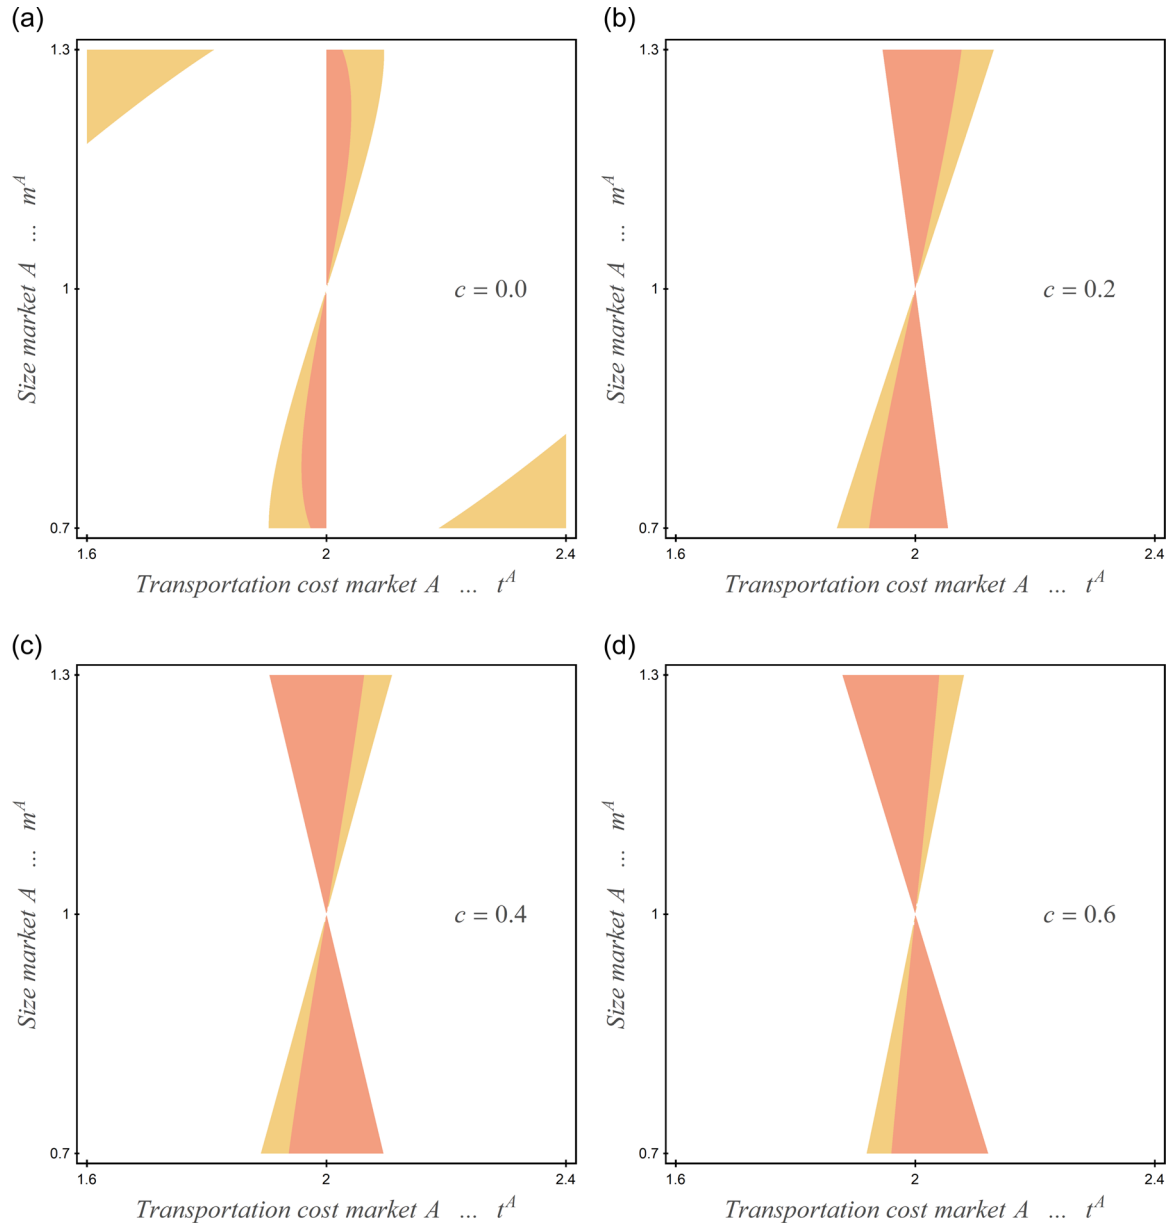 (a)
1.3
1
0.7
Size market A ... m^A
c = 0.0
1.6
2
2.4
Transportation cost market A ... t^A
(b)
1.3
1
0.7
Size market A ... m^A
c = 0.2
1.6
2
2.4
Transportation cost market A ... t^A
(c)
1.3
1
0.7
Size market A ... m^A
c = 0.4
1.6
2
2.4
Transportation cost market A ... t^A
(d)
1.3
1
0.7
Size market A ... m^A
c = 0.6
1.6
2
2.4
Transportation cost market A ... t^A